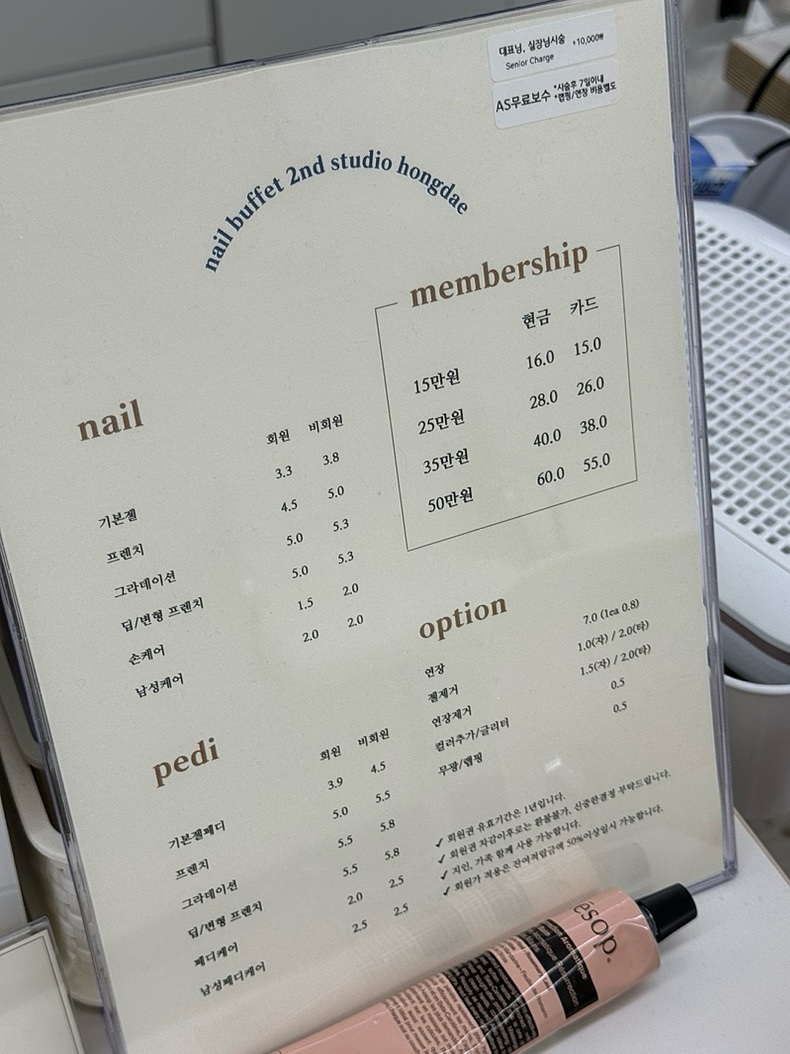 대표님, 실장님시술 +10,000₩
Senior Charge
AS무료보수 *시술후 7일이내
*랩핑/연장 비용별도
nail buffet 2nd studio hongdae
membership
현금 카드
15만원 16.0 15.0
25만원 28.0 26.0
35만원 40.0 38.0
50만원 60.0 55.0
nail
회원 비회원
기본젤 3.3 3.8
프렌치 4.5 5.0
그라데이션 5.0 5.3
딥/변형 프렌치 5.0 5.3
손케어 1.5 2.0
남성케어 2.0 2.0
option
연장 7.0 (1ea 0.8)
젤제거 1.0(자) / 2.0(타)
연장제거 1.5(자) / 2.0(타)
컬러추가/글리터 0.5
무광/랩핑 0.5
pedi
회원 비회원
기본젤페디 3.9 4.5
프렌치 5.0 5.5
그라데이션 5.5 5.8
딥/변형 프렌치 5.5 5.8
페디케어 2.0 2.5
남성페디케어 2.5 2.5
✓ 회원권 유효기간은 1년입니다.
✓ 회원권 차감이후로는 환불불가, 신중한결정 부탁드립니다.
✓ 지인, 가족 함께 사용 가능합니다.
✓ 회원가 적용은 잔여적립금액 50%이상일시 가능합니다.
ēsop.